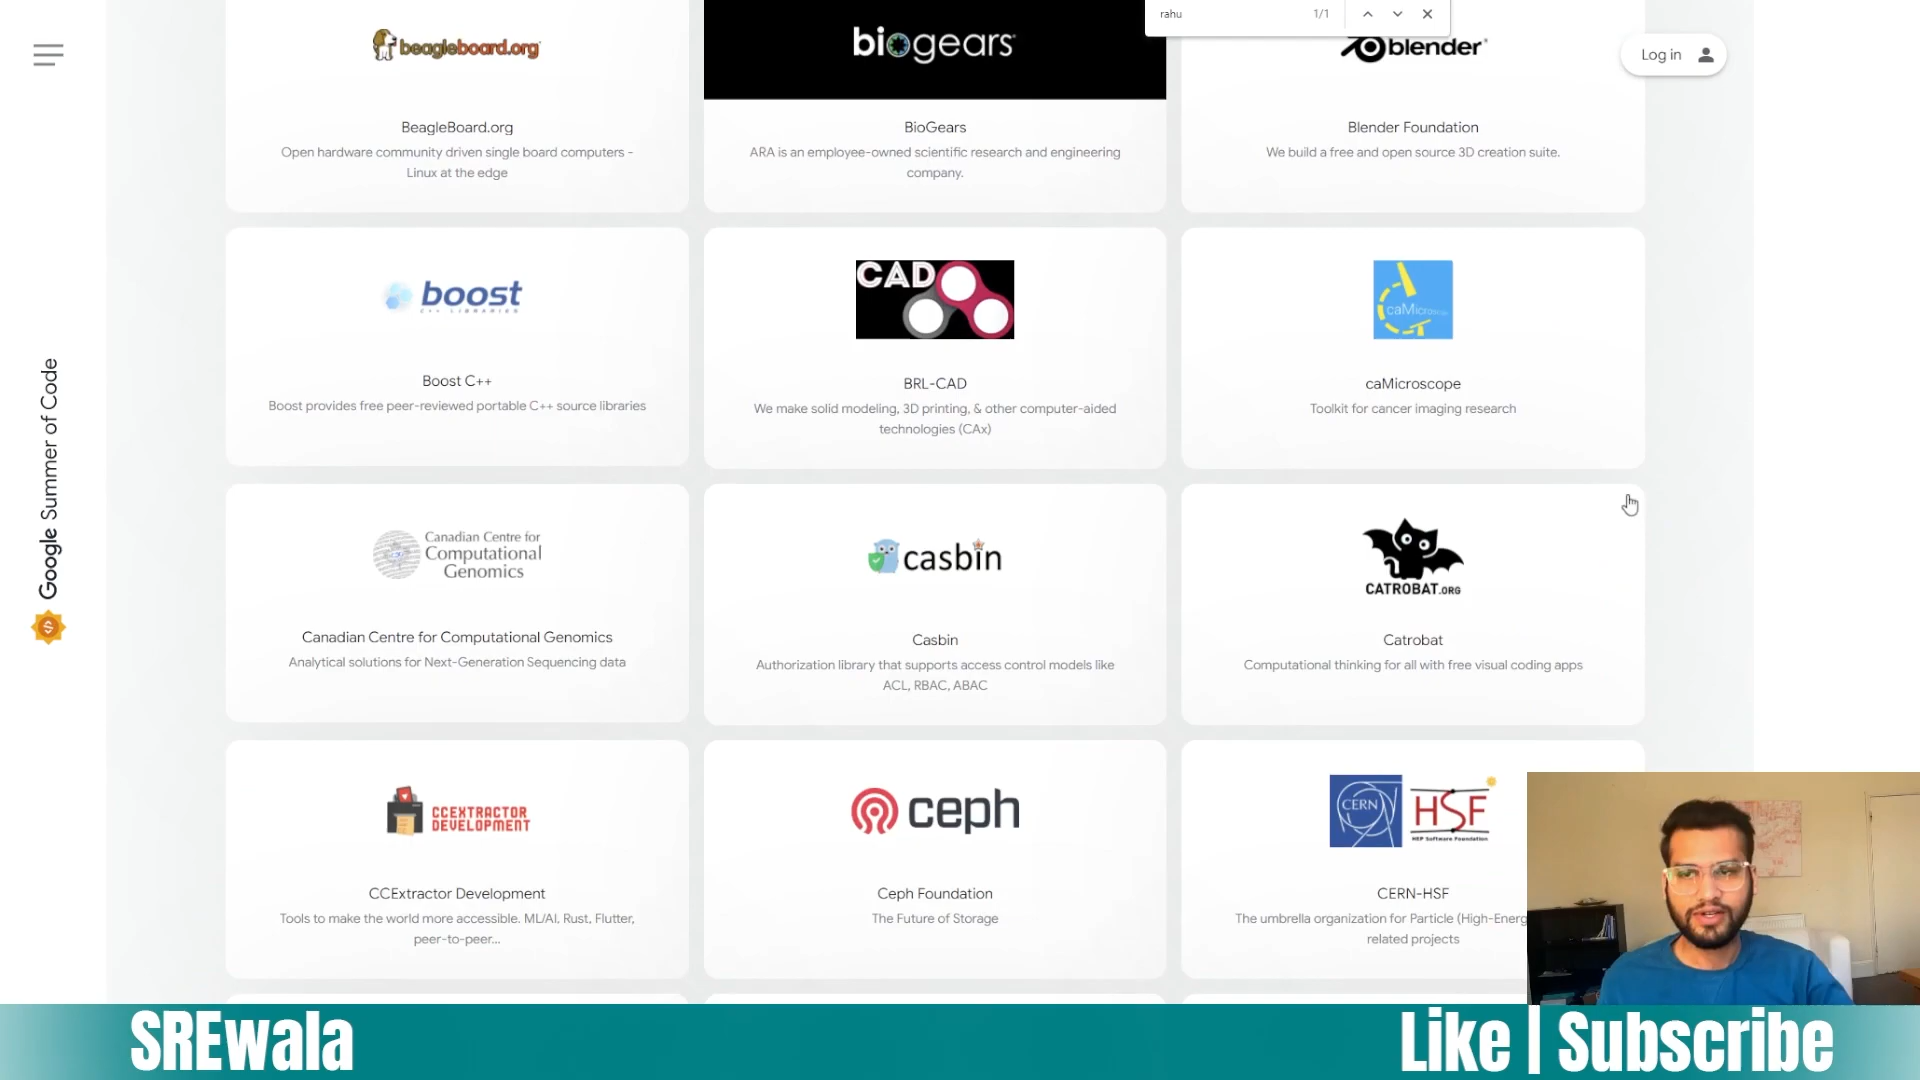 rahu
1/1
Log in
beagleboard.org
BeagleBoard.org
Open hardware community driven single board computers -
Linux at the edge
biogears
BioGears
ARA is an employee-owned scientific research and engineering
company.
blender
Blender Foundation
We build a free and open source 3D creation suite.
boost
C++ LIBRARIES
Boost C++
Boost provides free peer-reviewed portable C++ source libraries
CAD
BRL-CAD
We make solid modeling, 3D printing, & other computer-aided
technologies (CAx)
caMicroscope
caMicroscope
Toolkit for cancer imaging research
Google Summer of Code
Canadian Centre for
Computational
Genomics
Canadian Centre for Computational Genomics
Analytical solutions for Next-Generation Sequencing data
casbin
Casbin
Authorization library that supports access control models like
ACL, RBAC, ABAC
CATROBAT.ORG
Catrobat
Computational thinking for all with free visual coding apps
CCEXTRACTOR
DEVELOPMENT
CCExtractor Development
Tools to make the world more accessible. ML/AI, Rust, Flutter,
peer-to-peer...
ceph
Ceph Foundation
The Future of Storage
CERN
HSF
HEP Software Foundation
CERN-HSF
The umbrella organization for Particle (High-Energ
related projects
SREwala
Like | Subscribe